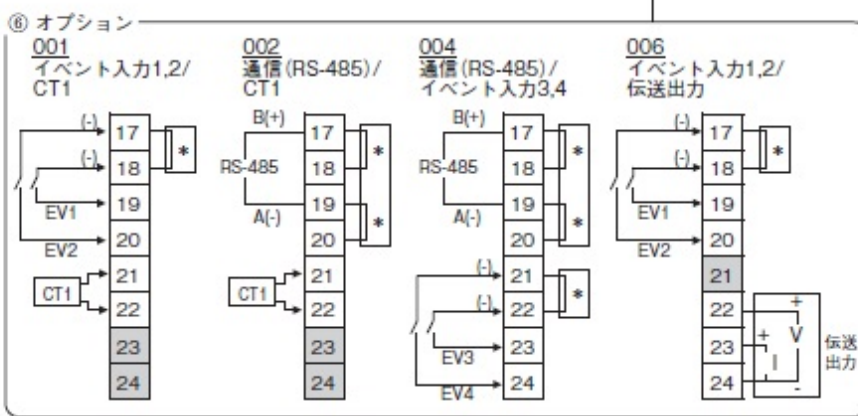 ⑥ オプション
001
イベント入力1,2/
CT1
(-)
(-)
EV1
EV2
CT1
17
18
19
20
21
22
23
24
*
002
通信(RS-485)/
CT1
B(+)
RS-485
A(-)
CT1
17
18
19
20
21
22
23
24
*
*
004
通信(RS-485)/
イベント入力3,4
B(+)
RS-485
A(-)
(-)
(-)
EV3
EV4
17
18
19
20
21
22
23
24
*
*
*
006
イベント入力1,2/
伝送出力
(-)
(-)
EV1
EV2
17
18
19
20
21
22
23
24
*
+
+
V
I
-
伝送
出力